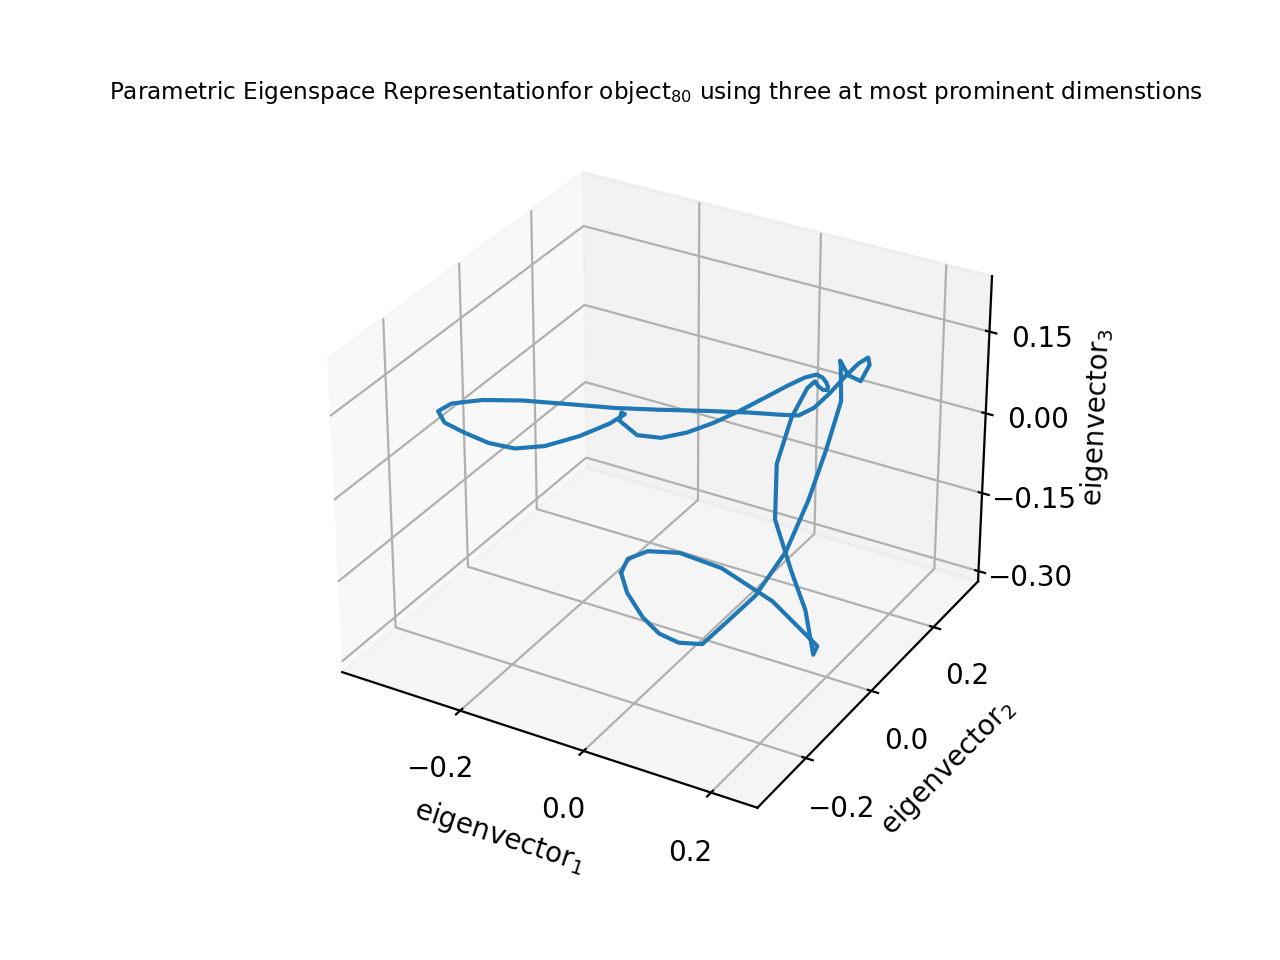 Parametric Eigenspace Representationfor object₈₀ using three at most prominent dimenstions
0.15
0.00
−0.15
−0.30
eigenvector₃
0.2
0.0
−0.2
eigenvector₂
−0.2
0.0
0.2
eigenvector₁